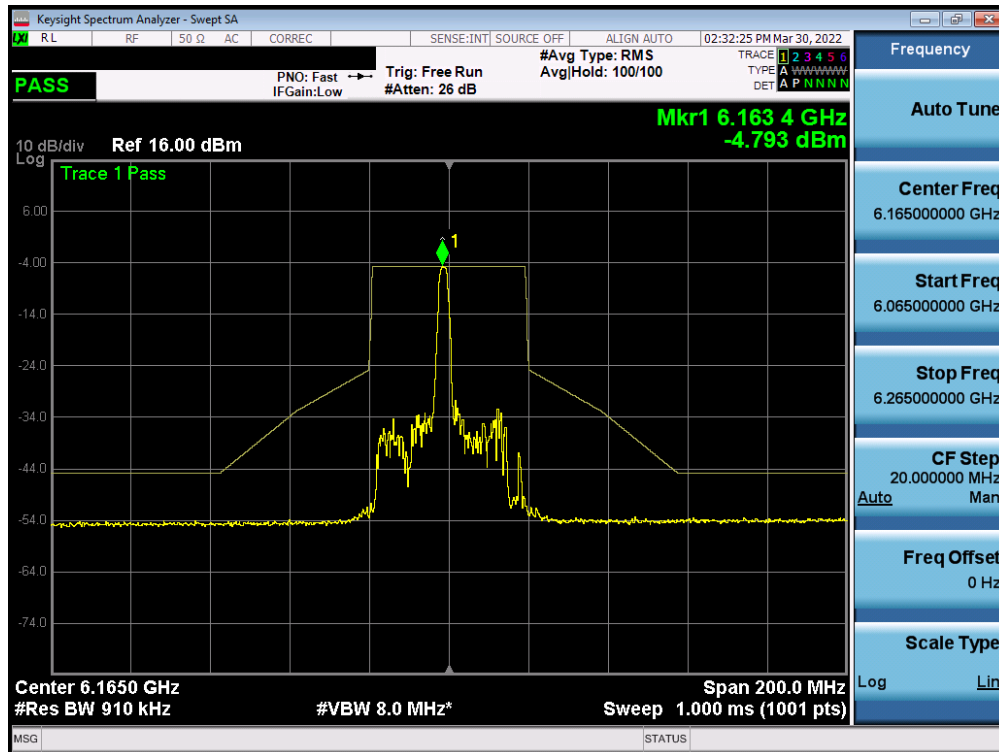 Keysight Spectrum Analyzer - Swept SA
LXI RL RF 50 Ω AC CORREC SENSE:INT SOURCE OFF ALIGN AUTO 02:32:25 PM Mar 30, 2022
PASS
PNO: Fast
IFGain:Low
Trig: Free Run
#Atten: 26 dB
#Avg Type: RMS
Avg|Hold: 100/100
TRACE 1 2 3 4 5 6
TYPE A WWWWW
DET A P N N N N
Mkr1 6.163 4 GHz
-4.793 dBm
10 dB/div Ref 16.00 dBm
Log
Trace 1 Pass
1
6.00
-4.00
-14.0
-24.0
-34.0
-44.0
-54.0
-64.0
-74.0
Center 6.1650 GHz Span 200.0 MHz
#Res BW 910 kHz #VBW 8.0 MHz* Sweep 1.000 ms (1001 pts)
MSG STATUS
Frequency
Auto Tune
Center Freq
6.165000000 GHz
Start Freq
6.065000000 GHz
Stop Freq
6.265000000 GHz
CF Step
20.000000 MHz
Auto Man
Freq Offset
0 Hz
Scale Type
Log Lin